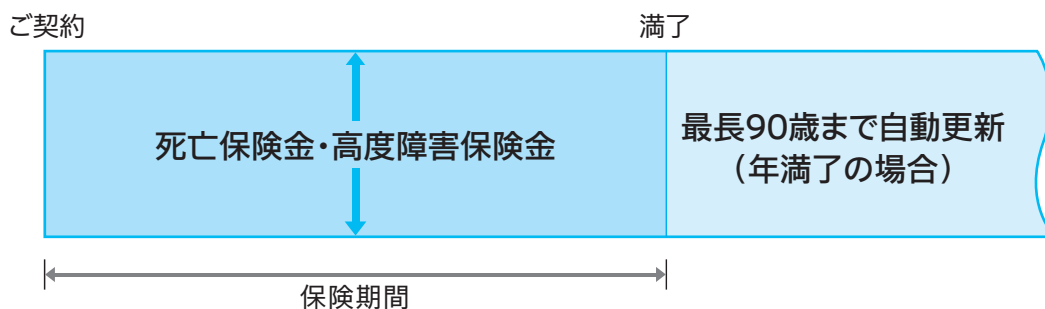 ご契約
満了
死亡保険金・高度障害保険金
最長90歳まで自動更新
（年満了の場合）
保険期間